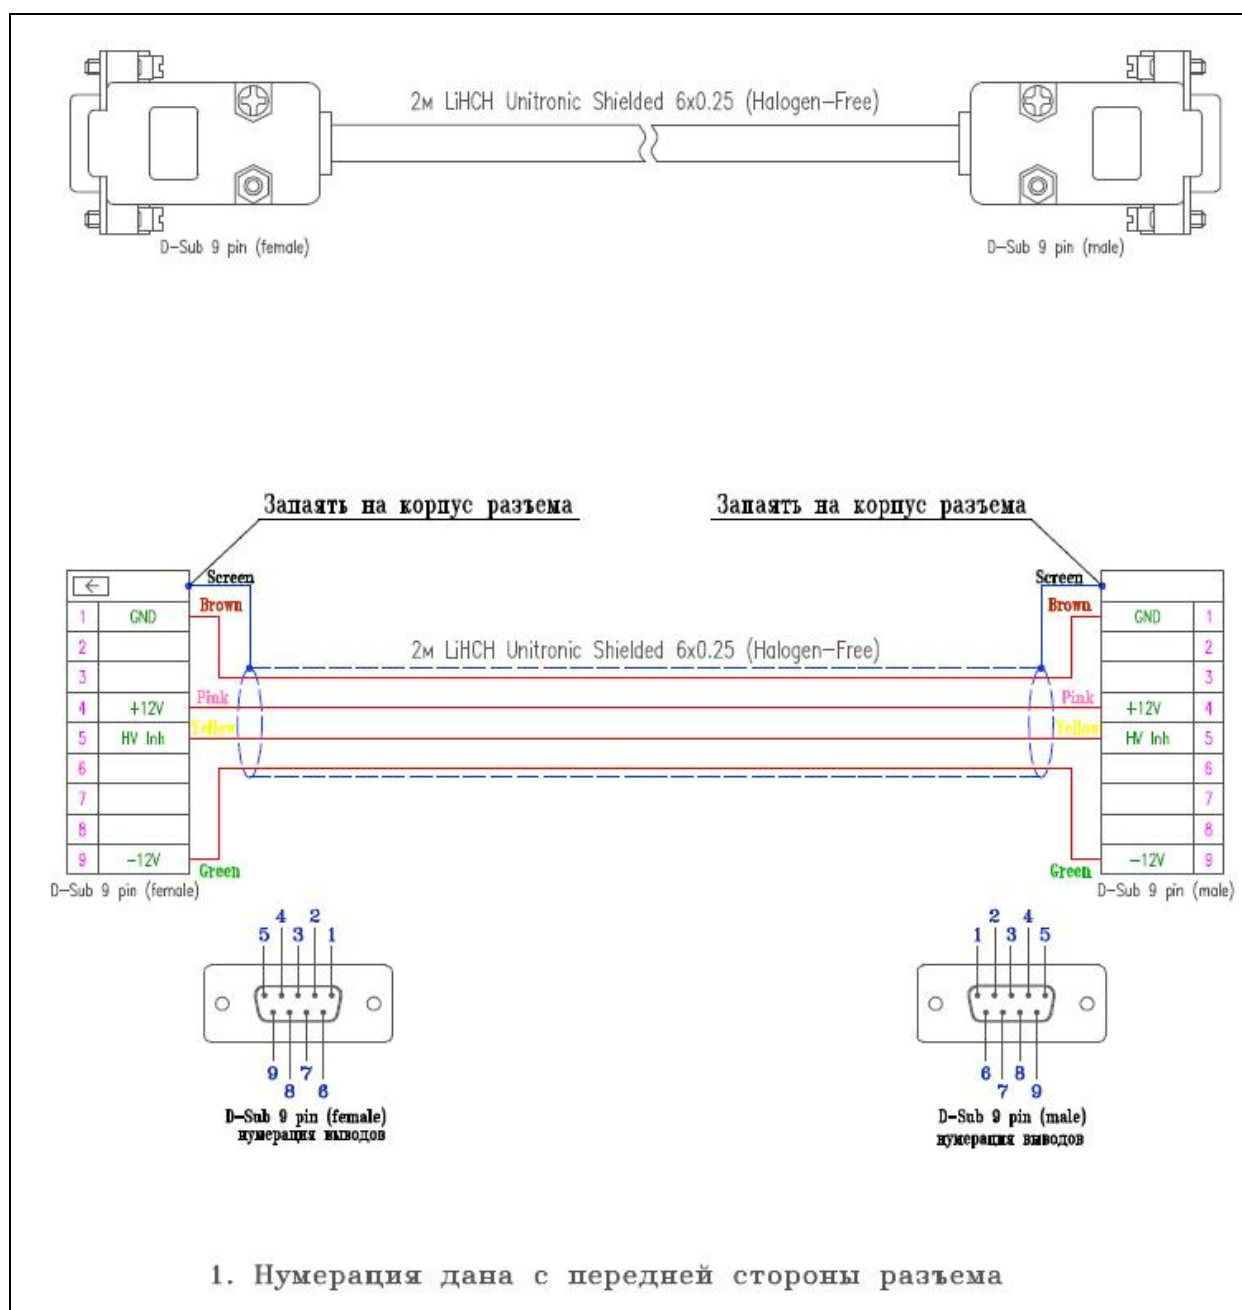 2м LiHCH Unitronic Shielded 6x0.25 (Halogen-Free)
D-Sub 9 pin (female)
D-Sub 9 pin (male)
Запаять на корпус разъема
Запаять на корпус разъема
Screen
Screen
Brown
Brown
1 GND
GND 1
2
2
2м LiHCH Unitronic Shielded 6x0.25 (Halogen-Free)
3
3
Pink
Pink
4 +12V
+12V 4
Yellow
Yellow
5 HV Inh
HV Inh 5
6
6
7
7
8
8
9 -12V
-12V 9
Green
Green
D-Sub 9 pin (female)
D-Sub 9 pin (male)
5 4 3 2 1
1 2 3 4 5
9 8 7 6
6 7 8 9
D-Sub 9 pin (female)
нумерация выводов
D-Sub 9 pin (male)
нумерация выводов
1. Нумерация дана с передней стороны разъема